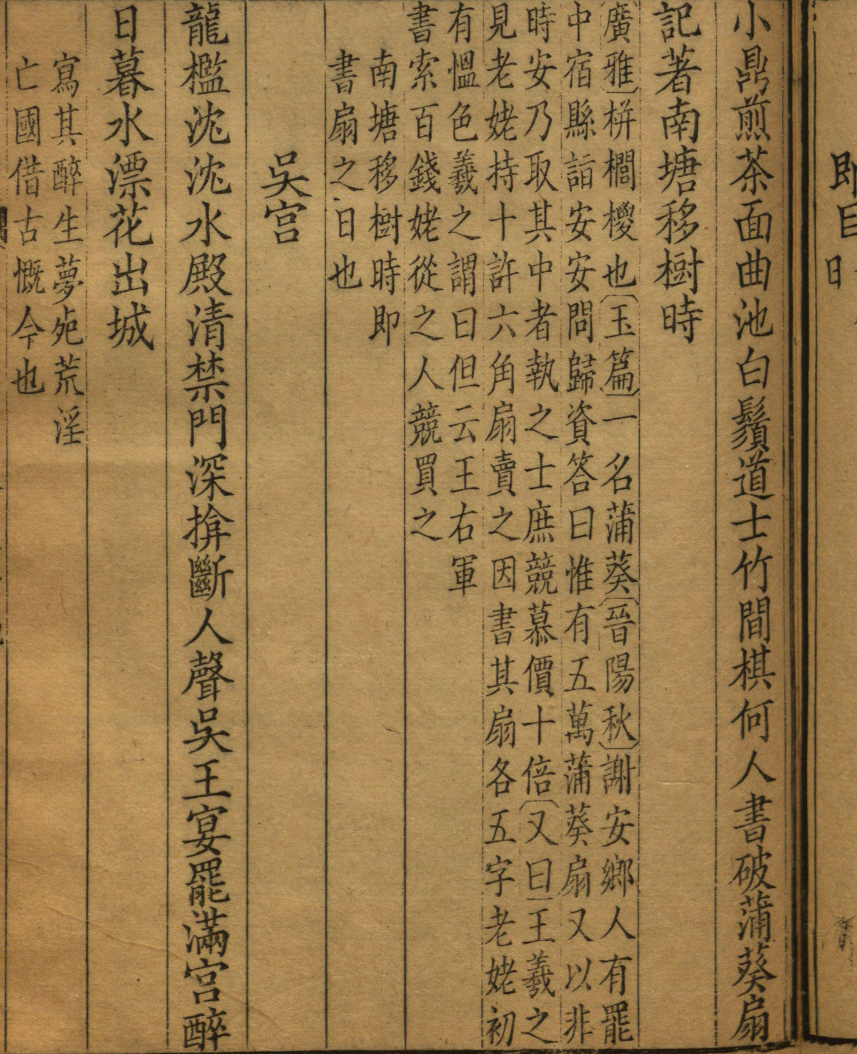 即目
日
小鼎煎茶面曲池白鬚道士竹間棋何人書破蒲葵扇
記著南塘移樹時
廣雅栟櫚椶也玉篇一名蒲葵晉陽秋謝安鄉人有罷
中宿縣詣安安問歸資答曰惟有五萬蒲葵扇又以非
時安乃取其中者執之士庶競慕價十倍又曰王羲之
見老姥持十許六角扇賣之因書其扇各五字老姥初
有慍色羲之謂曰但云王右軍
書索百錢姥從之人競買之
南塘移樹時即
書扇之日也
吳宮
龍檻沈沈水殿清禁門深揜斷人聲吳王宴罷滿宮醉
日暮水漂花出城
寫其醉生夢死荒淫
亡國借古慨今也